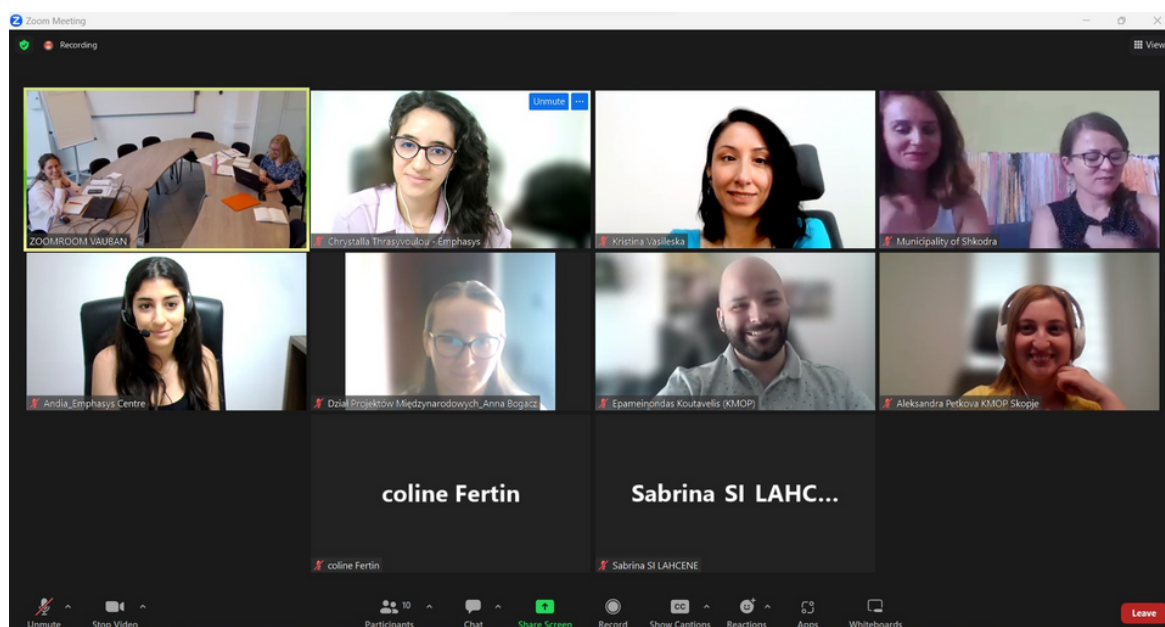 Zoom Meeting
Recording
View
Unmute ...
ZOOMROOM VAUBAN
Chrystalla Thrasyvoulou - Emphasys
Kristina Vasileska
Municipality of Shkodra
Andia_Emphasys Centre
Dział Projektów Międzynarodowych_Anna Bogacz
Epameinondas Koutavelis (KMOP)
Aleksandra Petkova KMOP Skopje
coline Fertin
Sabrina SI LAHC...
coline Fertin
Sabrina SI LAHCENE
10
CC
Unmute
Stop Video
Participants
Chat
Share Screen
Record
Show Captions
Reactions
Apps
Whiteboards
Leave